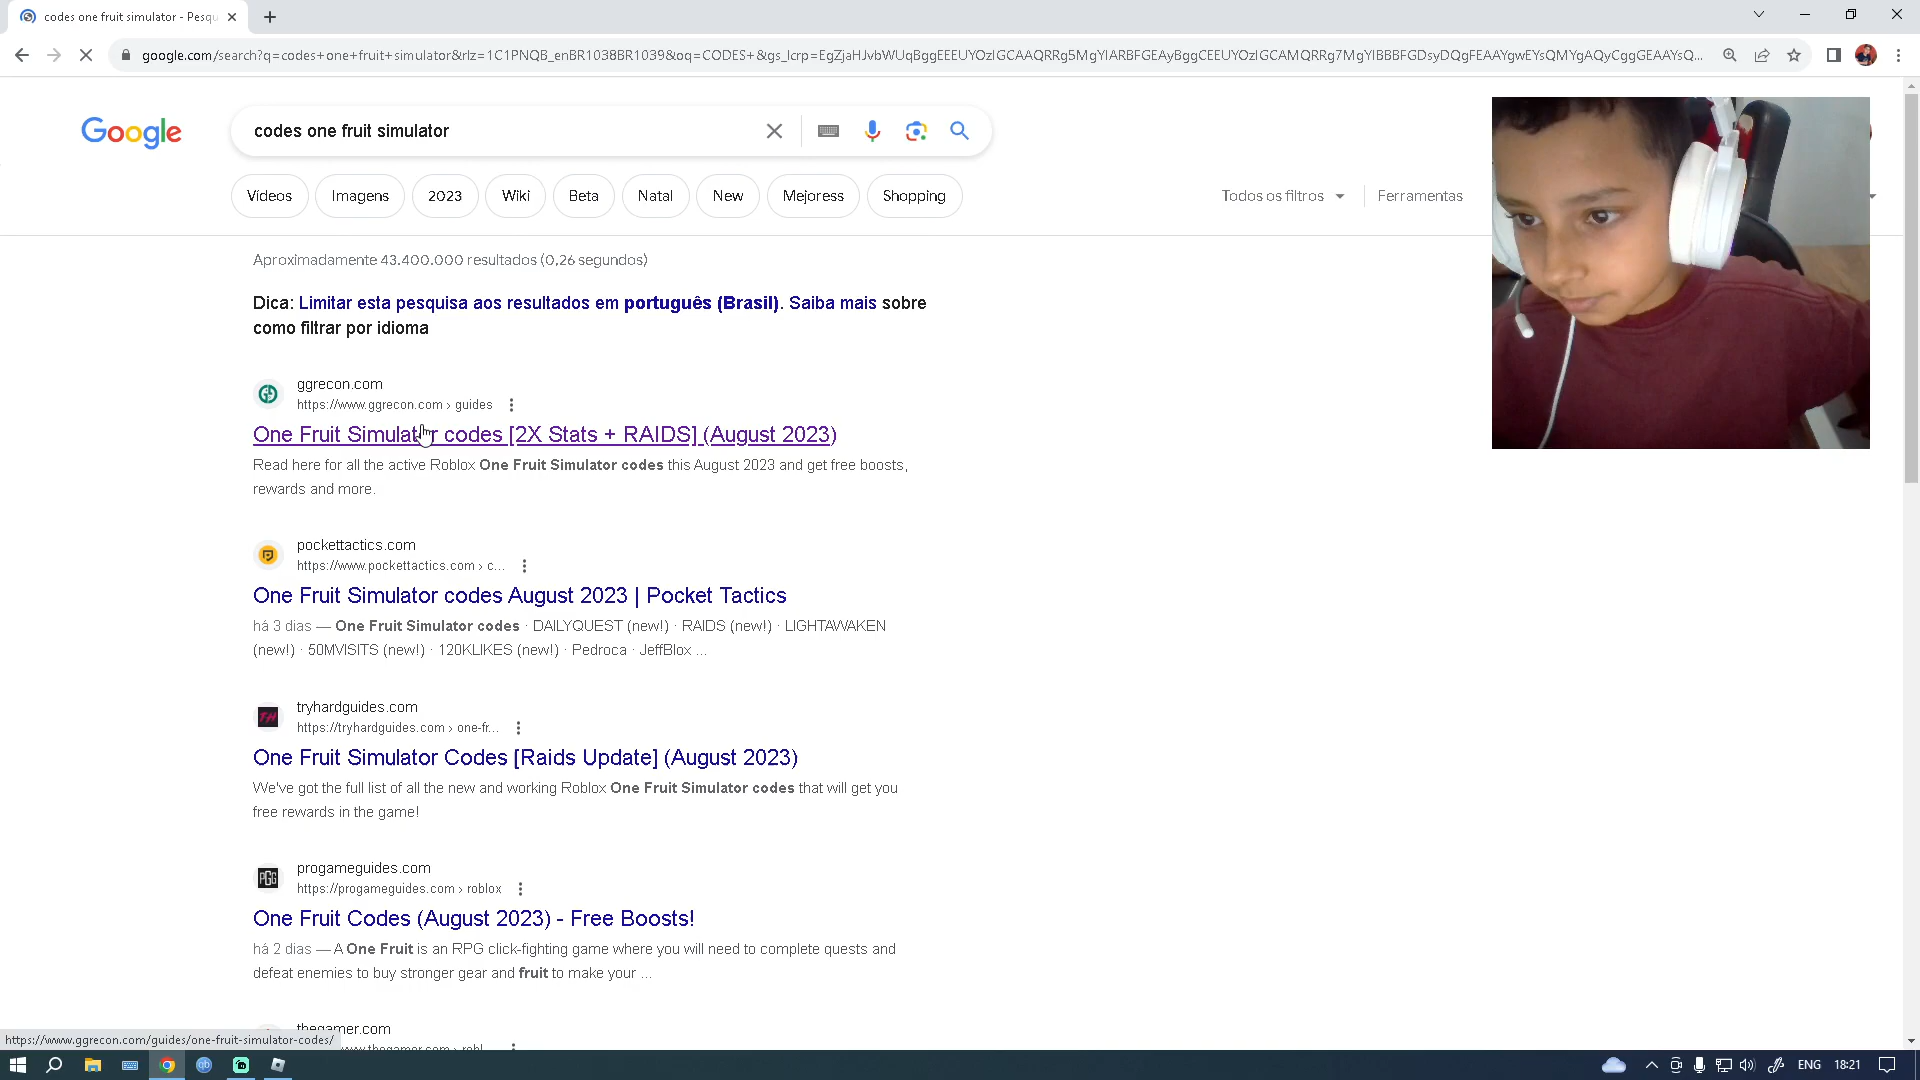 codes one fruit simulator - Pesqu
google.com/search?q=codes+one+fruit+simulator&rlz=1C1PNQB_enBR1038BR1039&oq=CODES+&gs_lcrp=
Google
codes one fruit simulator
Vídeos
Imagens
2023
Wiki
Beta
Natal
New
Mejoress
Shopping
Todos os filtros
Ferramentas
Aproximadamente 43.400.000 resultados (0,26 segundos)
Dica: Limitar esta pesquisa aos resultados em português (Brasil). Saiba mais sobre
como filtrar por idioma
ggrecon.com
https://www.ggrecon.com › guides
One Fruit Simulator codes [2X Stats + RAIDS] (August 2023)
Read here for all the active Roblox One Fruit Simulator codes this August 2023 and get free boosts,
rewards and more.
pockettactics.com
https://www.pockettactics.com › c...
One Fruit Simulator codes August 2023 | Pocket Tactics
há 3 dias — One Fruit Simulator codes · DAILYQUEST (new!) · RAIDS (new!) · LIGHTAWAKEN
(new!) · 50MVISITS (new!) · 120KLIKES (new!) · Pedroca · JeffBlox ...
TH
tryhardguides.com
https://tryhardguides.com › one-fr...
One Fruit Simulator Codes [Raids Update] (August 2023)
We've got the full list of all the new and working Roblox One Fruit Simulator codes that will get you
free rewards in the game!
PGG
progameguides.com
https://progameguides.com › roblox
One Fruit Codes (August 2023) - Free Boosts!
há 2 dias — A One Fruit is an RPG click-fighting game where you will need to complete quests and
defeat enemies to buy stronger gear and fruit to make your ...
thegamer.com
https://www.ggrecon.com/guides/one-fruit-simulator-codes/
qb
ENG
18:21